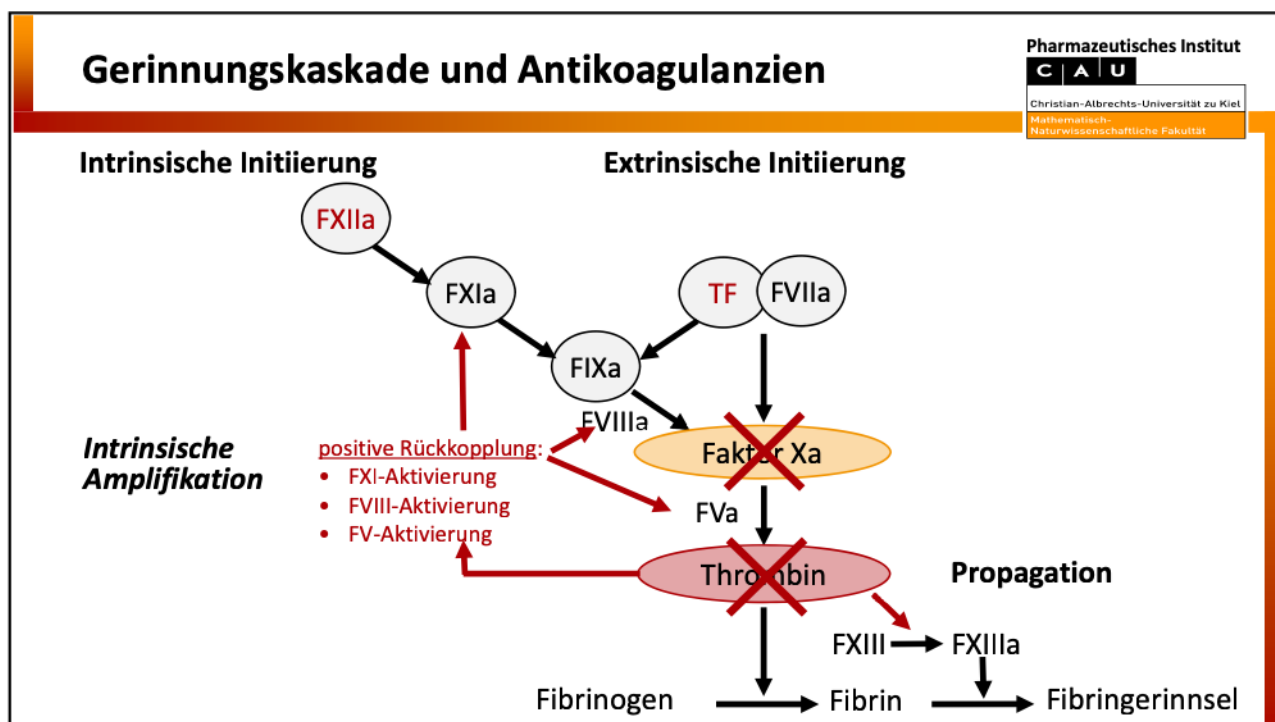 Gerinnungskaskade und Antikoagulanzien
Pharmazeutisches Institut
C A U
Christian-Albrechts-Universität zu Kiel
Mathematisch-
Naturwissenschaftliche Fakultät
Intrinsische Initiierung
Extrinsische Initiierung
FXIIa
FXIa
TF
FVIIa
FIXa
FVIIIa
Intrinsische
Amplifikation
positive Rückkopplung:
• FXI-Aktivierung
• FVIII-Aktivierung
• FV-Aktivierung
Faktor Xa
FVa
Thrombin
Propagation
FXIII
FXIIIa
Fibrinogen
Fibrin
Fibringerinnsel